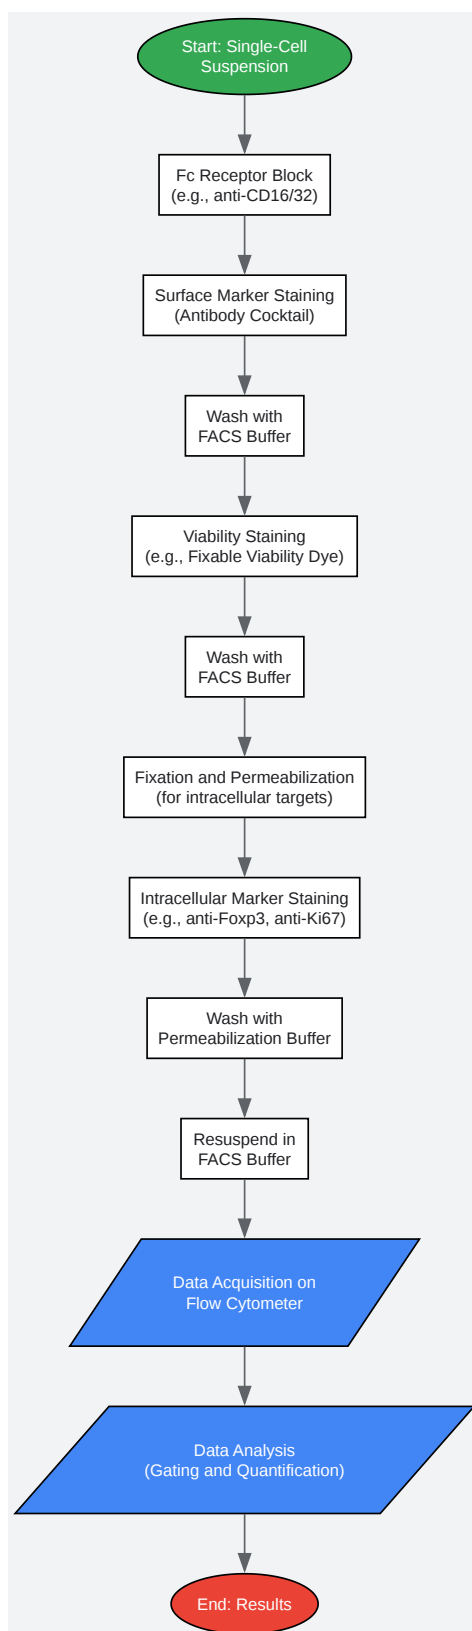 Start: Single-Cell
Suspension
Fc Receptor Block
(e.g., anti-CD16/32)
Surface Marker Staining
(Antibody Cocktail)
Wash with
FACS Buffer
Viability Staining
(e.g., Fixable Viability Dye)
Wash with
FACS Buffer
Fixation and Permeabilization
(for intracellular targets)
Intracellular Marker Staining
(e.g., anti-Foxp3, anti-Ki67)
Wash with
Permeabilization Buffer
Resuspend in
FACS Buffer
Data Acquisition on
Flow Cytometer
Data Analysis
(Gating and Quantification)
End: Results